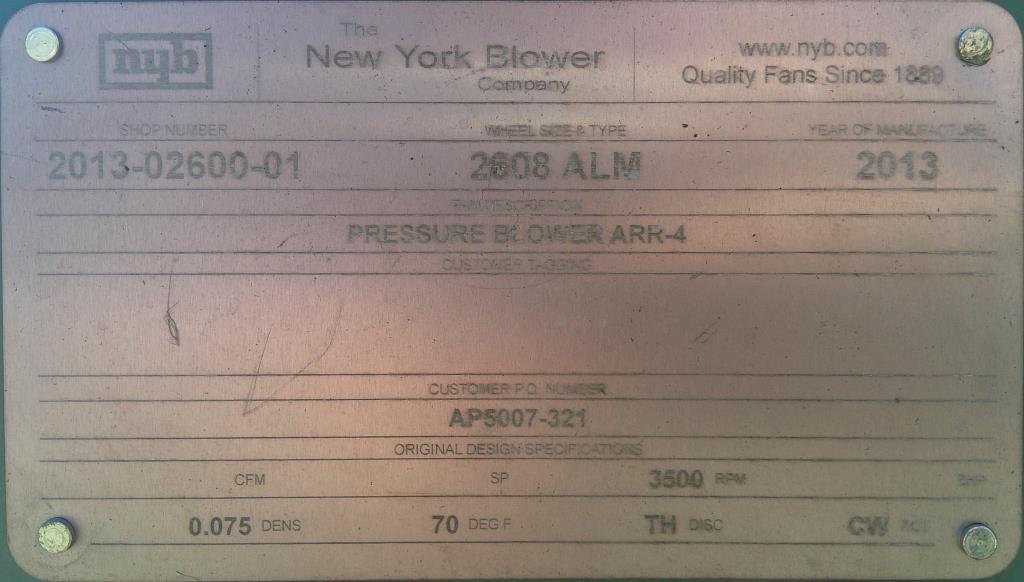 nyb
The
New York Blower
Company
www.nyb.com
Quality Fans Since 1889
SHOP NUMBER WHEEL SIZE & TYPE YEAR OF MANUFACTURE
2013-02600-01 2608 ALM 2013
FAN DESCRIPTION
PRESSURE BLOWER ARR-4
CUSTOMER TAGGING
CUSTOMER P.O. NUMBER
AP5007-321
ORIGINAL DESIGN SPECIFICATIONS
CFM SP 3500 RPM BHP
0.075 DENS 70 DEG F TH DISC CW ROT